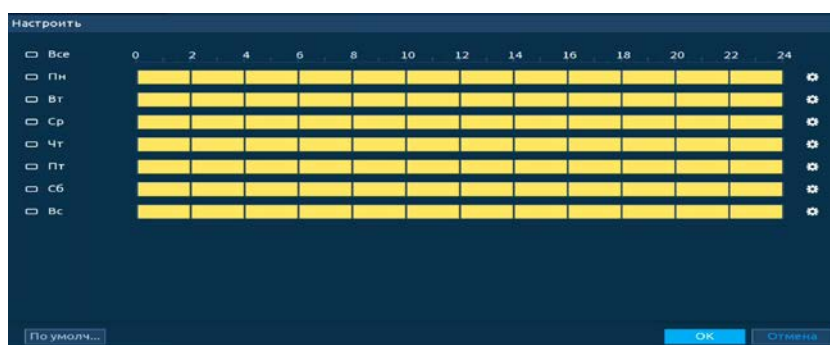 Настроить
Все 0 2 4 6 8 10 12 14 16 18 20 22 24
Пн
Вт
Ср
Чт
Пт
Сб
Вс
По умолч... OK Отмена